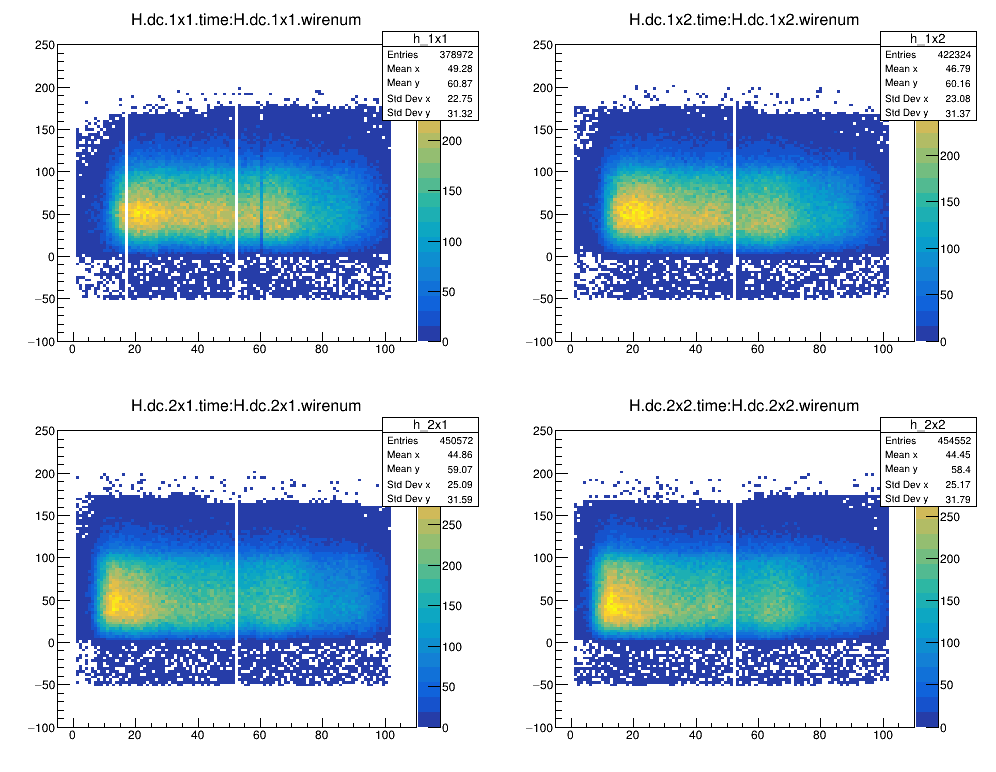 H.dc.1x1.time:H.dc.1x1.wirenum
h_1x1
Entries 378972
Mean x 49.28
Mean y 60.87
Std Dev x 22.75
Std Dev y 31.32
250
200
150
100
50
0
−50
−100
0 20 40 60 80 100
200
150
100
50
0
H.dc.1x2.time:H.dc.1x2.wirenum
h_1x2
Entries 422324
Mean x 46.79
Mean y 60.16
Std Dev x 23.08
Std Dev y 31.37
250
200
150
100
50
0
−50
−100
0 20 40 60 80 100
200
150
100
50
0
H.dc.2x1.time:H.dc.2x1.wirenum
h_2x1
Entries 450572
Mean x 44.86
Mean y 59.07
Std Dev x 25.09
Std Dev y 31.59
250
200
150
100
50
0
−50
−100
0 20 40 60 80 100
250
200
150
100
50
0
H.dc.2x2.time:H.dc.2x2.wirenum
h_2x2
Entries 454552
Mean x 44.45
Mean y 58.4
Std Dev x 25.17
Std Dev y 31.79
250
200
150
100
50
0
−50
−100
0 20 40 60 80 100
250
200
150
100
50
0